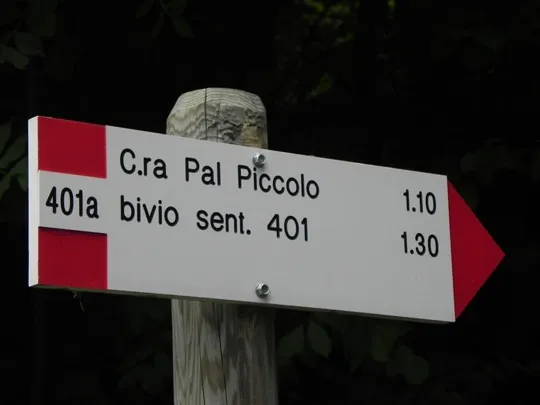 C.ra Pal Piccolo 1.10
401a bivio sent. 401 1.30